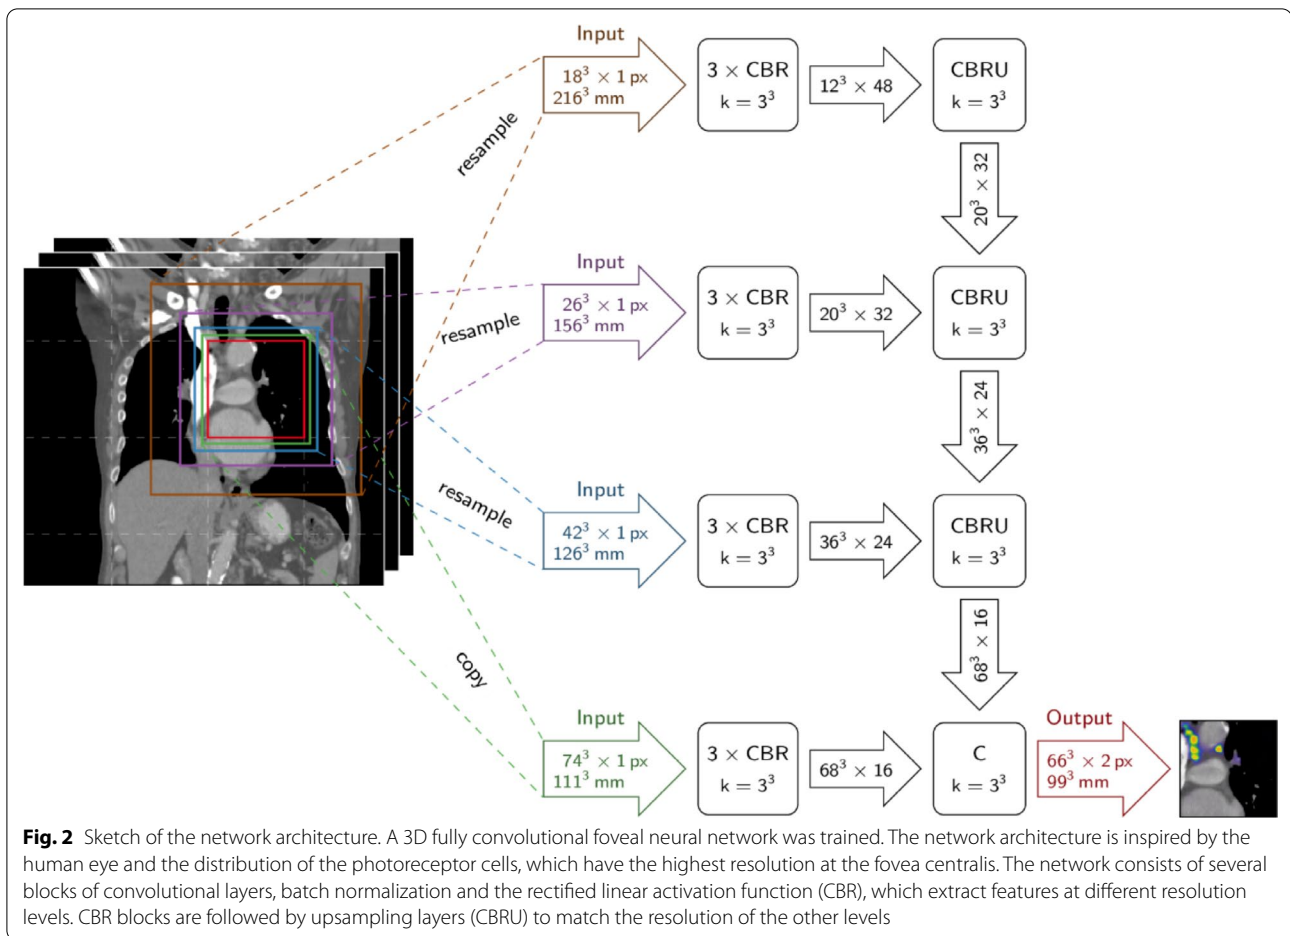 Input
18³ × 1 px
216³ mm
resample
3 × CBR
k = 3³
12³ × 48
CBRU
k = 3³
20³ × 32
Input
26³ × 1 px
156³ mm
resample
3 × CBR
k = 3³
20³ × 32
CBRU
k = 3³
36³ × 24
Input
42³ × 1 px
126³ mm
resample
3 × CBR
k = 3³
36³ × 24
CBRU
k = 3³
68³ × 16
Input
74³ × 1 px
111³ mm
copy
3 × CBR
k = 3³
68³ × 16
C
k = 3³
Output
66³ × 2 px
99³ mm
Fig. 2 Sketch of the network architecture. A 3D fully convolutional foveal neural network was trained. The network architecture is inspired by the
human eye and the distribution of the photoreceptor cells, which have the highest resolution at the fovea centralis. The network consists of several
blocks of convolutional layers, batch normalization and the rectified linear activation function (CBR), which extract features at different resolution
levels. CBR blocks are followed by upsampling layers (CBRU) to match the resolution of the other levels